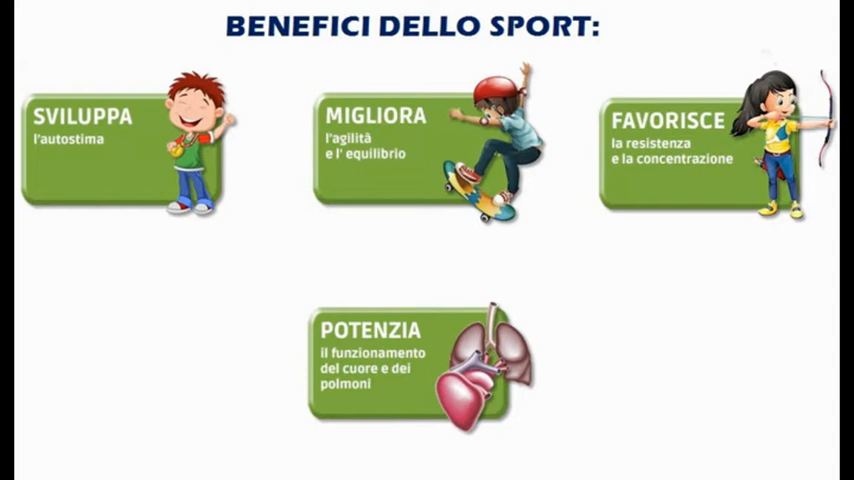 BENEFICI DELLO SPORT:
SVILUPPA
l'autostima
MIGLIORA
l'agilità
e l' equilibrio
FAVORISCE
la resistenza
e la concentrazione
POTENZIA
il funzionamento
del cuore e dei
polmoni